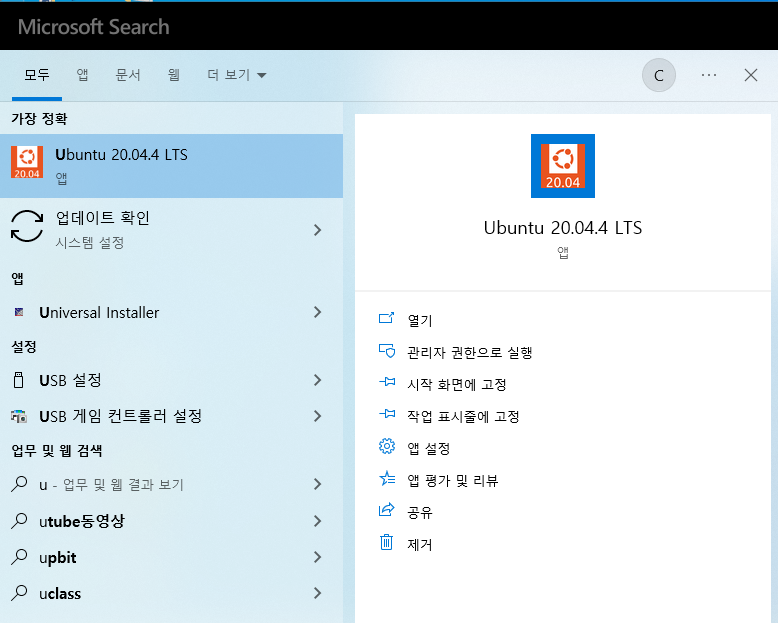 Microsoft Search
모두 앱 문서 웹 더 보기
C
가장 정확
20.04
Ubuntu 20.04.4 LTS
앱
업데이트 확인
시스템 설정
앱
Universal Installer
설정
USB 설정
USB 게임 컨트롤러 설정
업무 및 웹 검색
u - 업무 및 웹 결과 보기
utube동영상
upbit
uclass
20.04
Ubuntu 20.04.4 LTS
앱
열기
관리자 권한으로 실행
시작 화면에 고정
작업 표시줄에 고정
앱 설정
앱 평가 및 리뷰
공유
제거